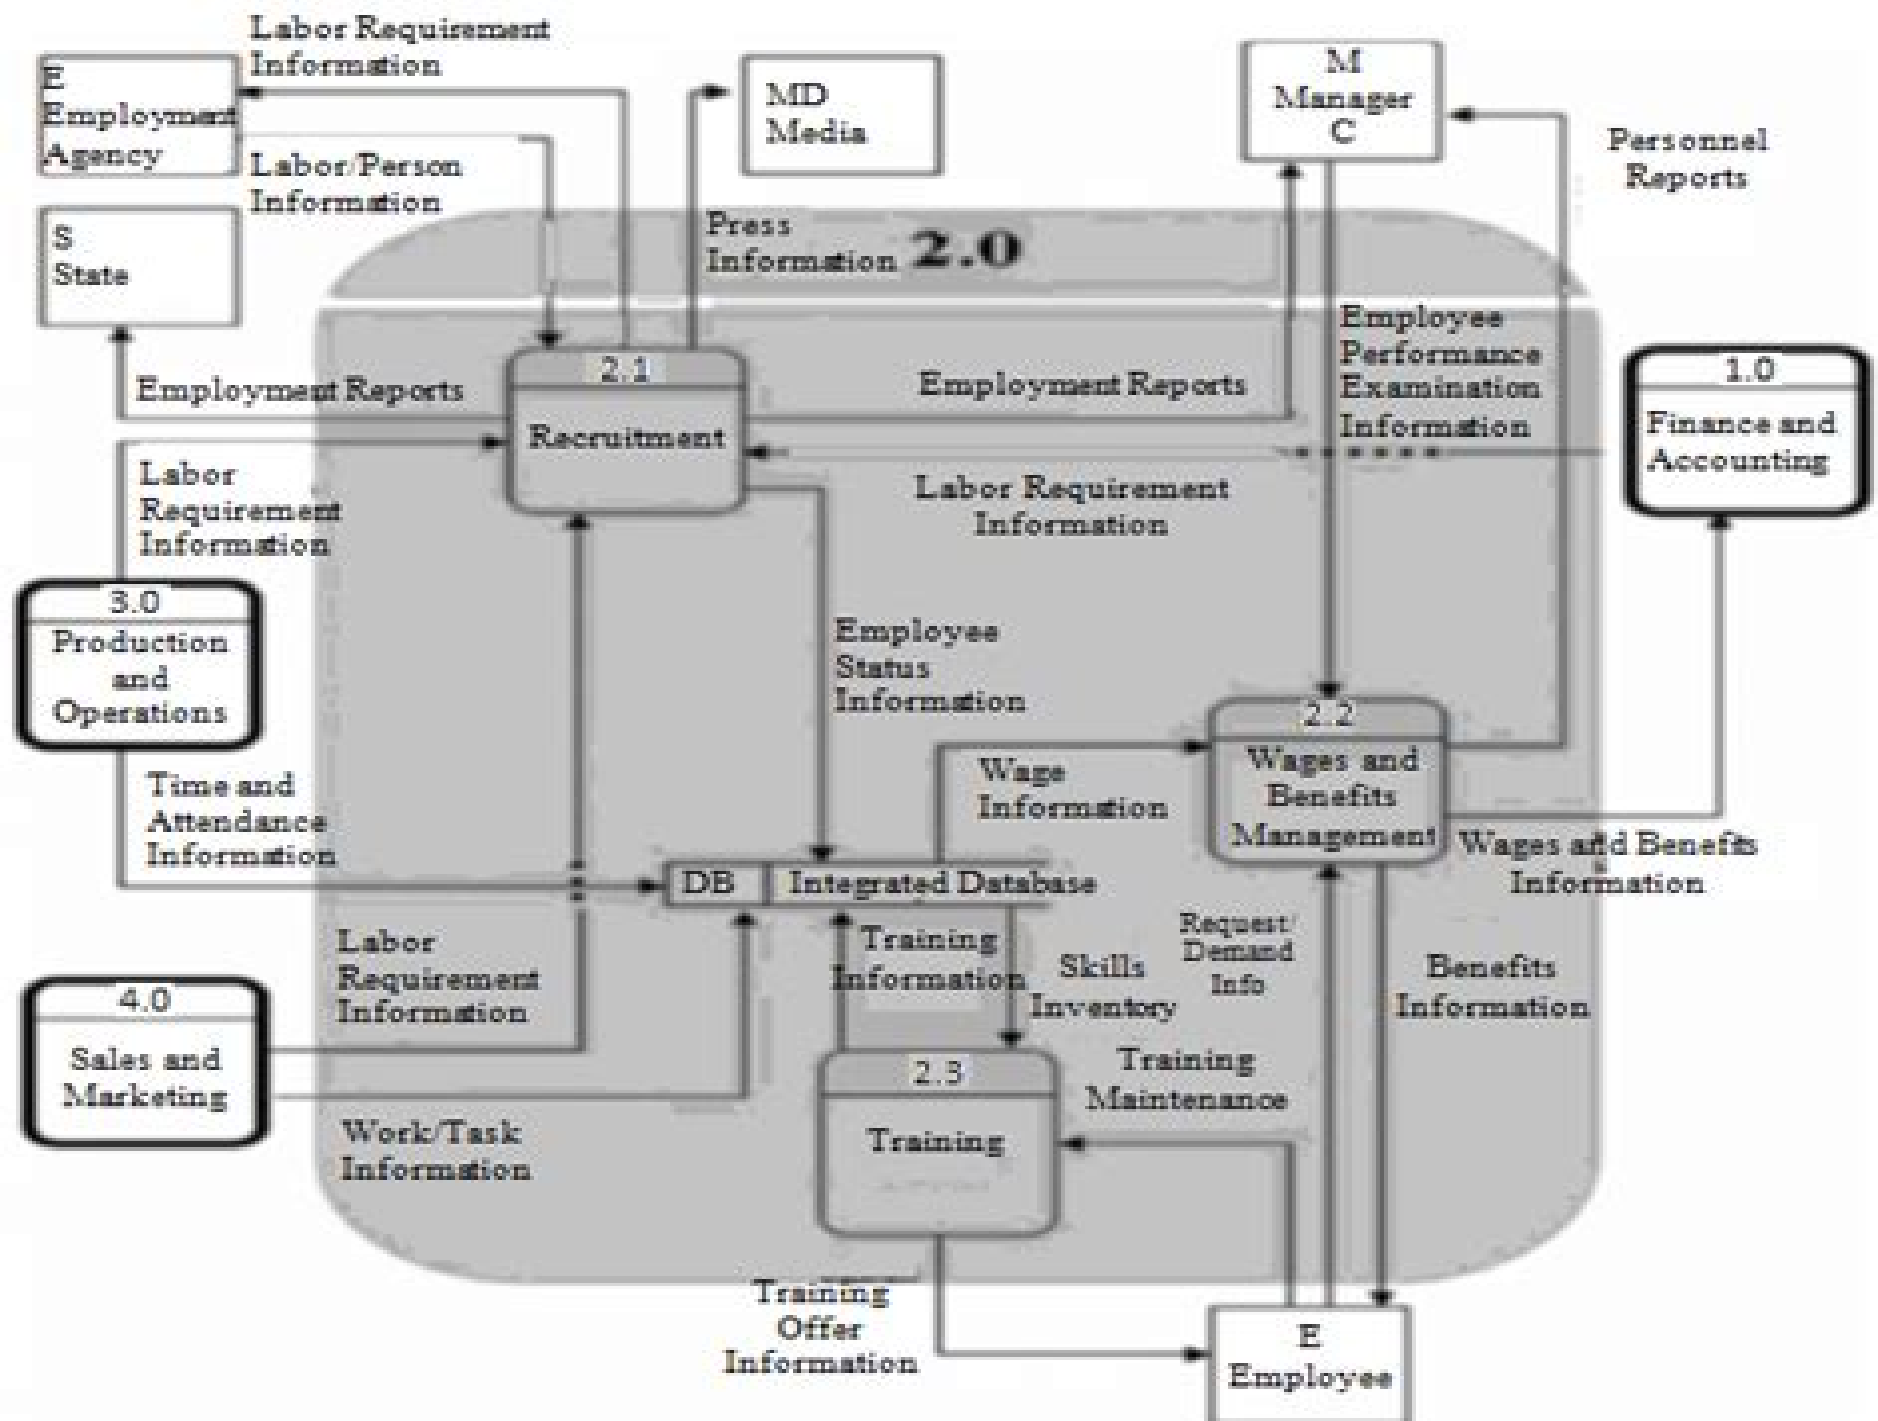 Labor Requirement
Information
E
Employment
Agency
Labor/Person
Information
MD
Media
M
Manager
C
Personnel
Reports
S
State
Press
Information
2.0
Employment Reports
2.1
Recruitment
Employment Reports
Employee
Performance
Examination
Information
1.0
Finance and
Accounting
Labor
Requirement
Information
Labor Requirement
Information
3.0
Production
and
Operations
Employee
Status
Information
Time and
Attendance
Information
Wage
Information
2.2
Wages and
Benefits
Management
Wages and Benefits
Information
DB
Integrated Database
Labor
Requirement
Information
Training
Information
Skills
Inventory
Request/
Demand
Info
Benefits
Information
4.0
Sales and
Marketing
Work/Task
Information
2.3
Training
Training
Maintenance
Training
Offer
Information
E
Employee